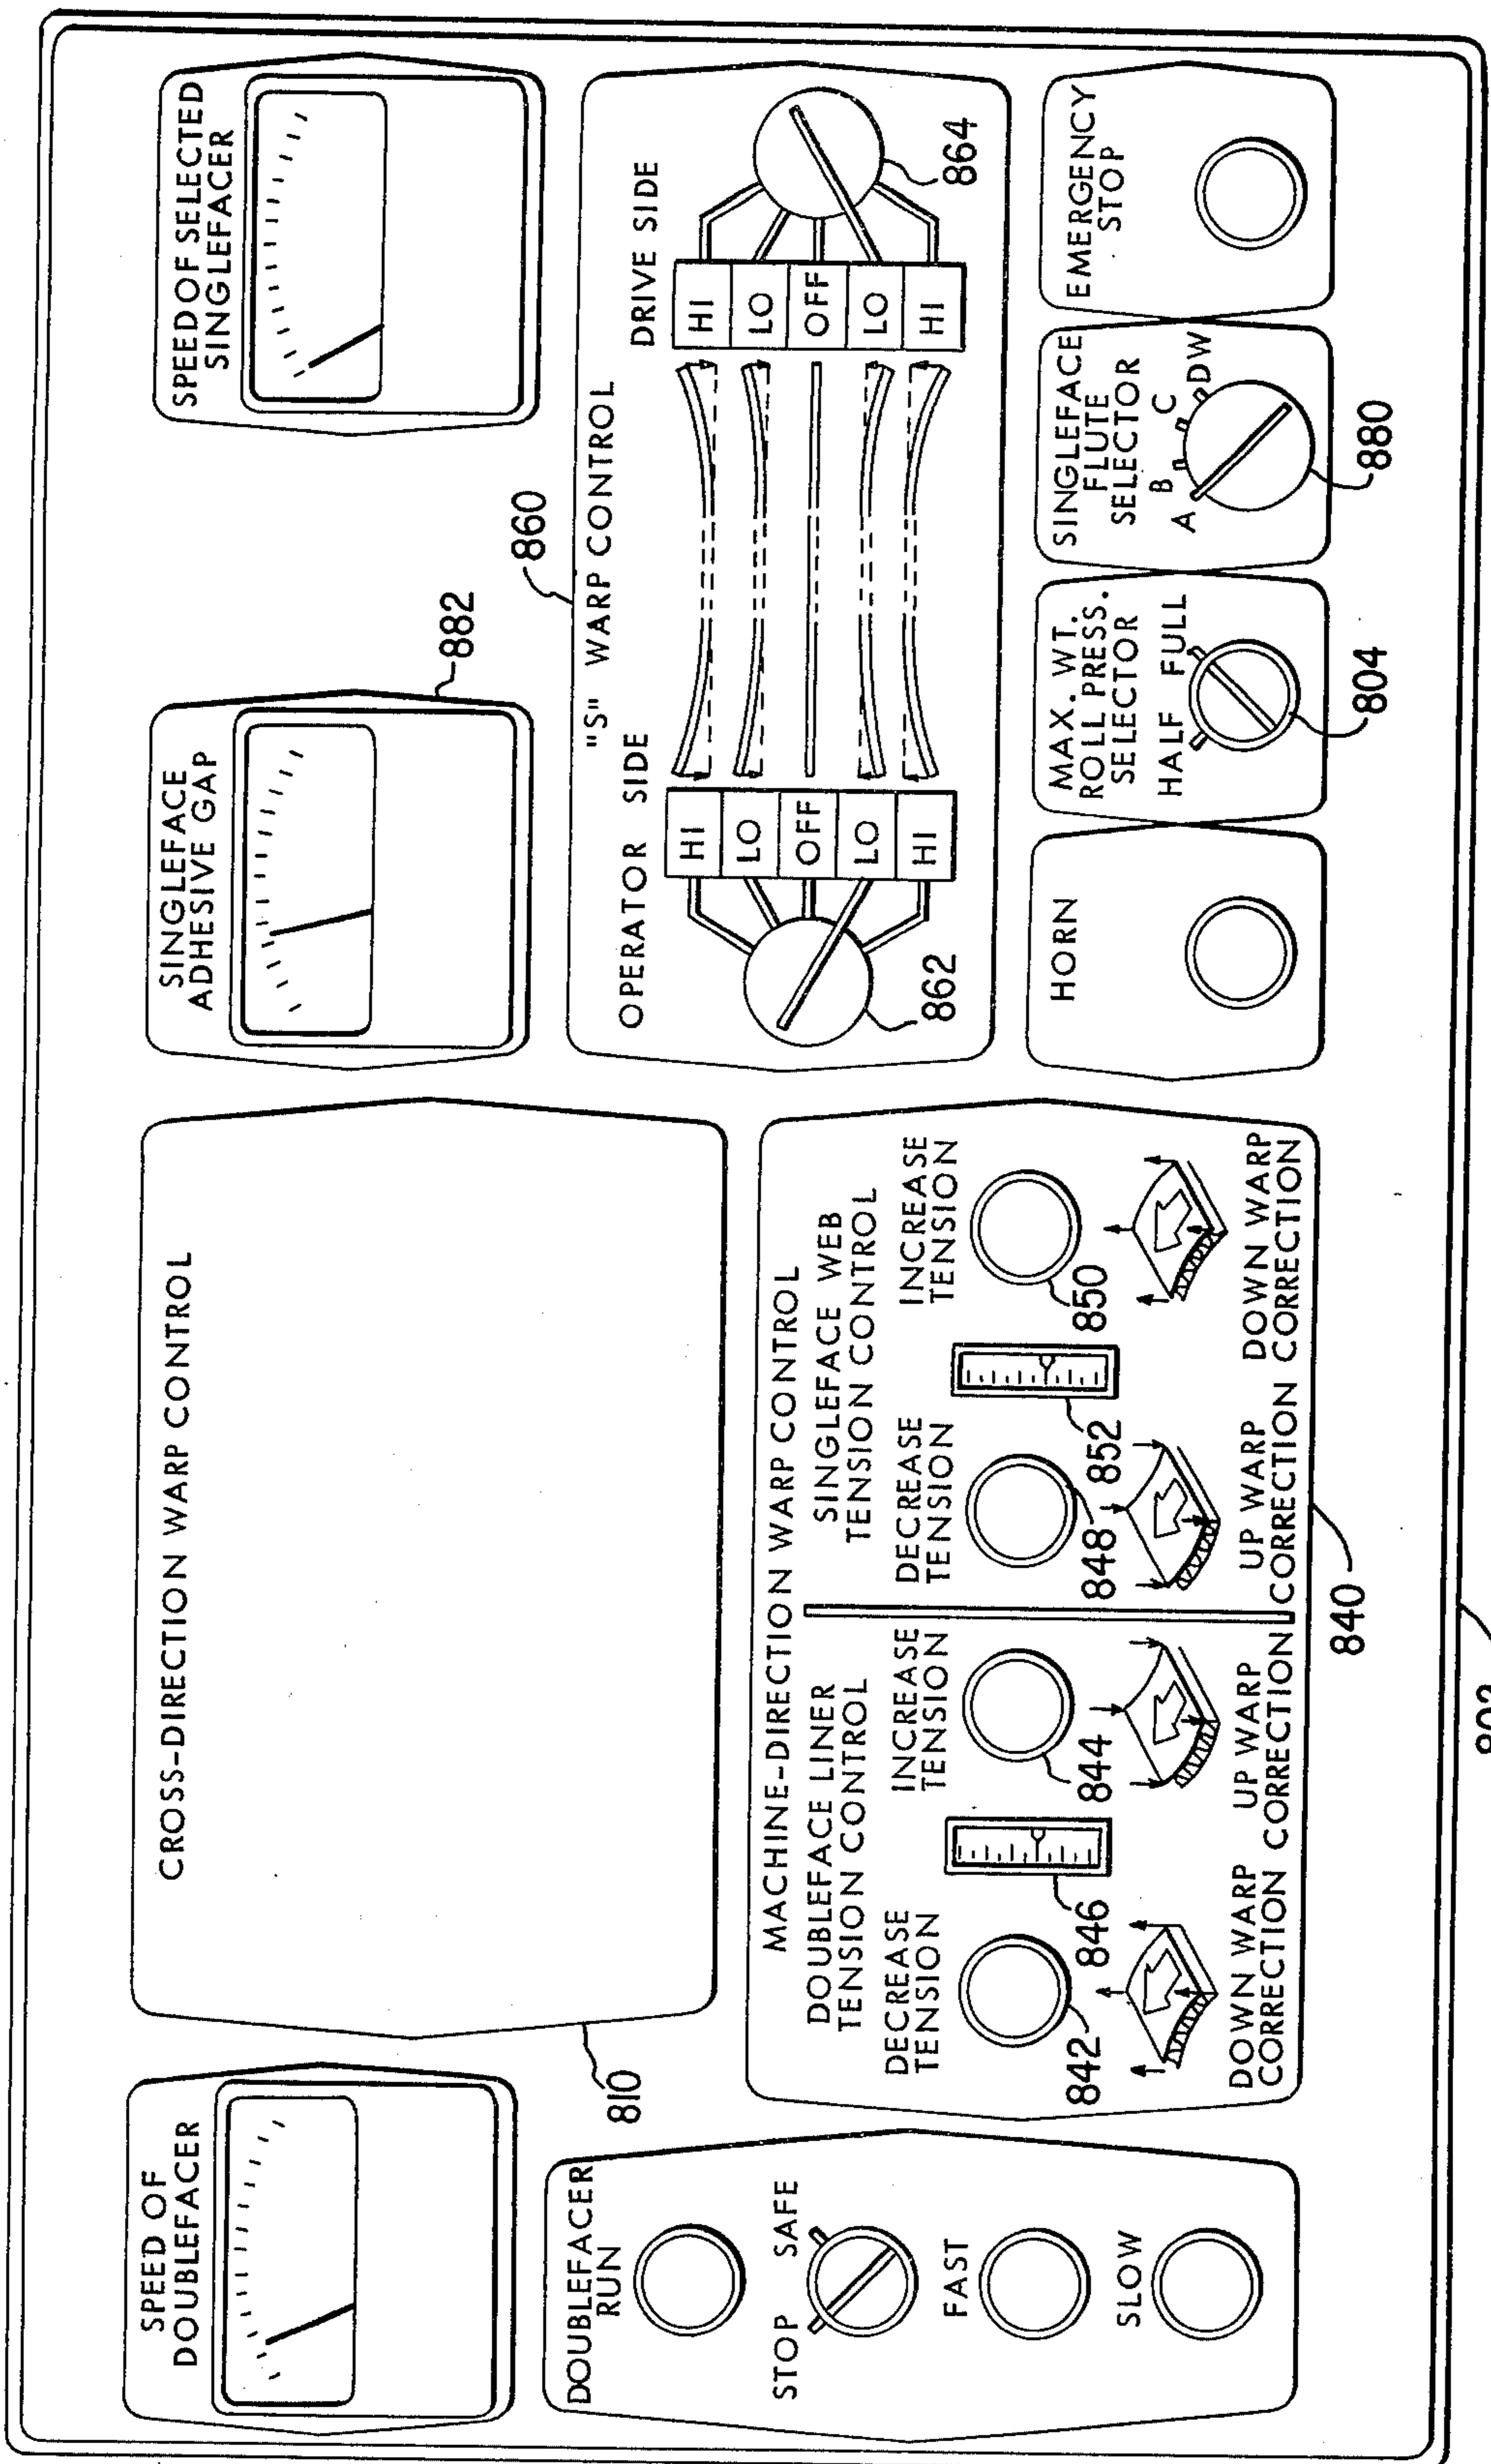 SPEED OF
DOUBLEFACER
CROSS-DIRECTION WARP CONTROL
SINGLEFACE
ADHESIVE GAP
882
SPEED OF SELECTED
SINGLEFACER
810
860
DOUBLEFACER
RUN
STOP SAFE
FAST
SLOW
MACHINE-DIRECTION WARP CONTROL
DOUBLEFACE LINER
TENSION CONTROL
DECREASE
TENSION
INCREASE
TENSION
842
846
844
DOWN WARP
CORRECTION
UP WARP
CORRECTION
SINGLEFACE WEB
TENSION CONTROL
DECREASE
TENSION
INCREASE
TENSION
848
852
850
UP WARP
CORRECTION
DOWN WARP
CORRECTION
840
"S" WARP CONTROL
OPERATOR SIDE
DRIVE SIDE
HI
LO
OFF
LO
HI
HI
LO
OFF
LO
HI
862
864
HORN
MAX. WT.
ROLL PRESS.
SELECTOR
HALF FULL
804
SINGLEFACE
FLUTE
SELECTOR
A B C DW
880
EMERGENCY
STOP